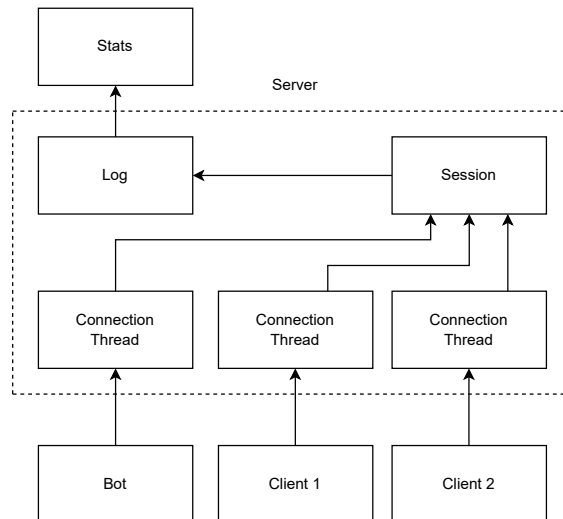 Stats
Server
Log
Session
Connection
Thread
Connection
Thread
Connection
Thread
Bot
Client 1
Client 2